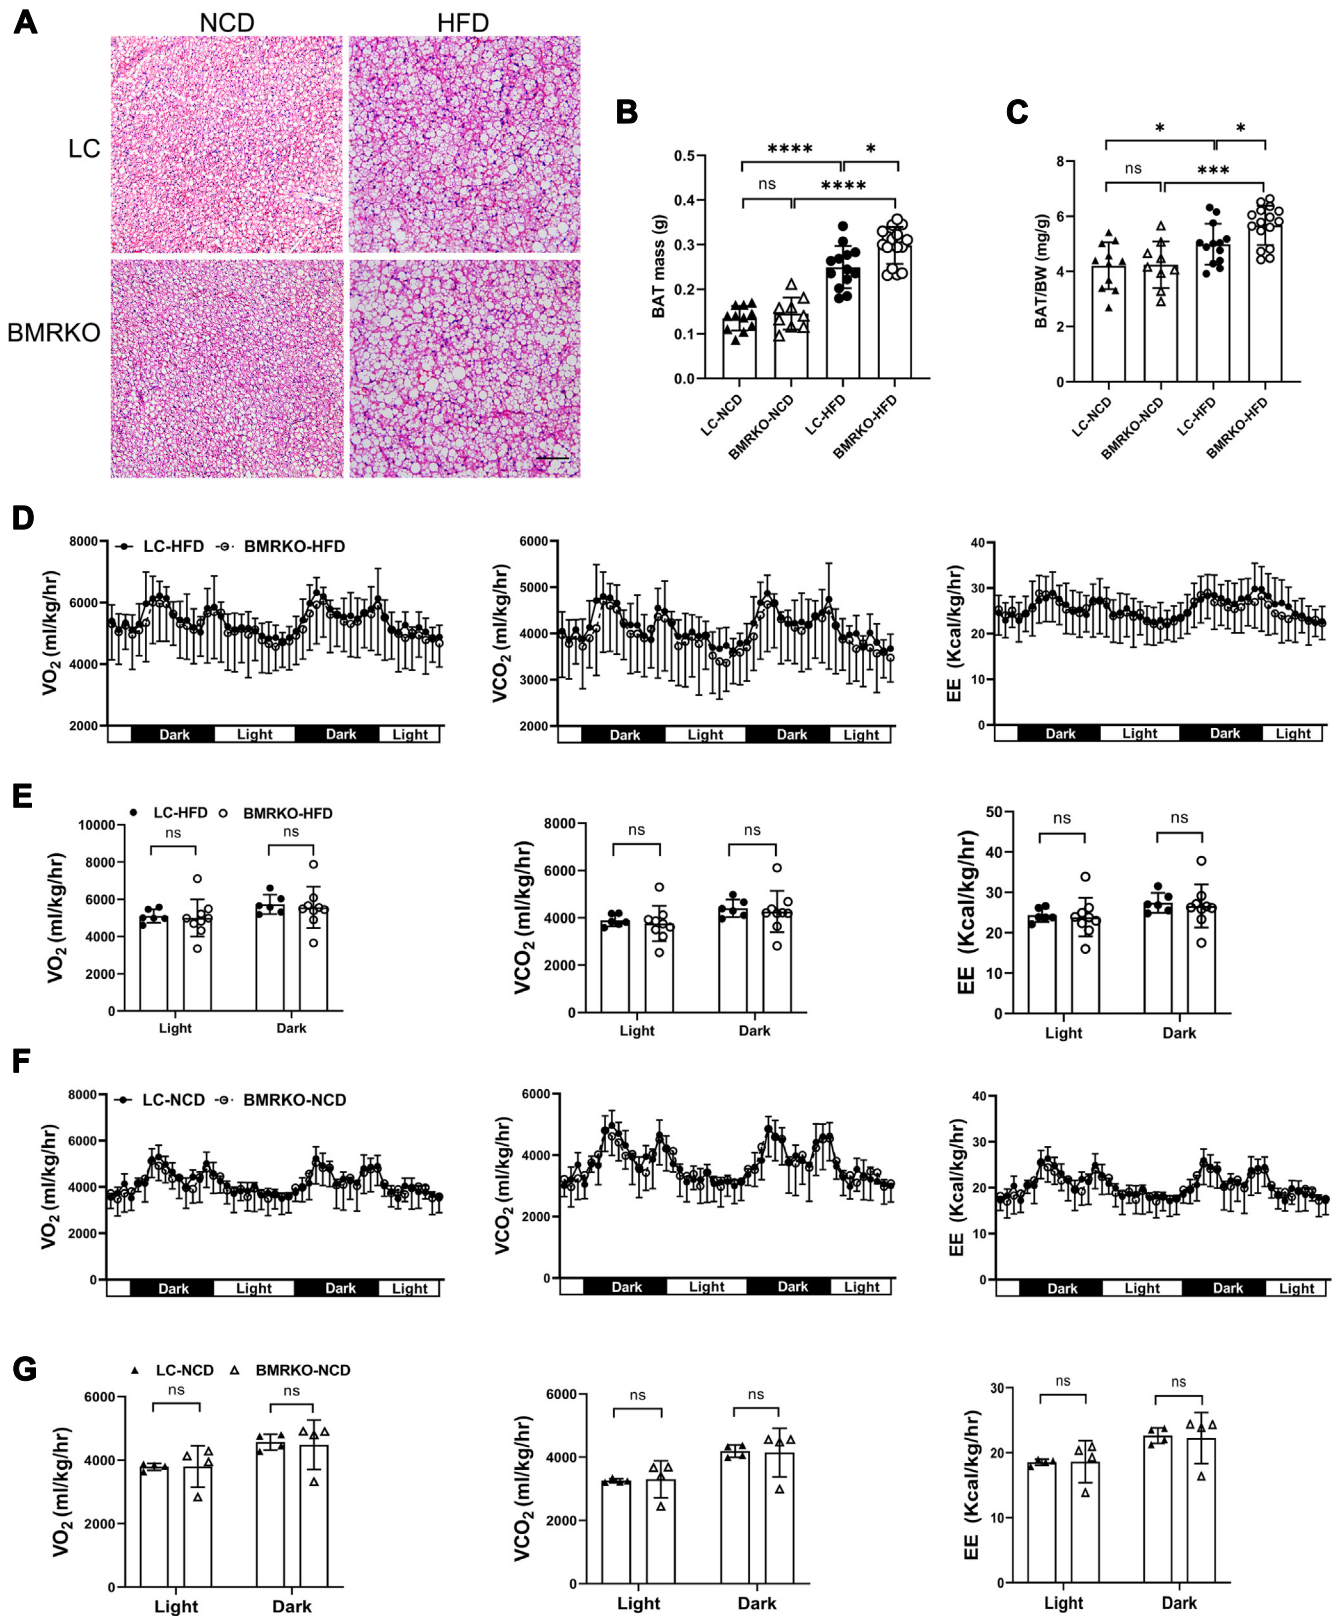 A
NCD HFD
LC
BMRKO
B
BAT mass (g)
0.5
0.4
0.3
0.2
0.1
0.0
**** *
ns ****
LC-NCD
BMRKO-NCD
LC-HFD
BMRKO-HFD
C
BAT/BW (mg/g)
8
6
4
2
0
* *
ns ***
LC-NCD
BMRKO-NCD
LC-HFD
BMRKO-HFD
D
LC-HFD BMRKO-HFD
VO2 (ml/kg/hr)
8000
6000
4000
2000
Dark Light Dark Light
VCO2 (ml/kg/hr)
6000
5000
4000
3000
2000
Dark Light Dark Light
EE (Kcal/kg/hr)
40
30
20
10
0
Dark Light Dark Light
E
LC-HFD BMRKO-HFD
VO2 (ml/kg/hr)
10000
8000
6000
4000
2000
0
ns ns
Light Dark
VCO2 (ml/kg/hr)
8000
6000
4000
2000
0
ns ns
Light Dark
EE (Kcal/kg/hr)
50
40
30
20
10
0
ns ns
Light Dark
F
LC-NCD BMRKO-NCD
VO2 (ml/kg/hr)
8000
6000
4000
2000
0
Dark Light Dark Light
VCO2 (ml/kg/hr)
6000
4000
2000
0
Dark Light Dark Light
EE (Kcal/kg/hr)
40
30
20
10
0
Dark Light Dark Light
G
LC-NCD BMRKO-NCD
VO2 (ml/kg/hr)
6000
4000
2000
0
ns ns
Light Dark
VCO2 (ml/kg/hr)
6000
4000
2000
0
ns ns
Light Dark
EE (Kcal/kg/hr)
30
20
10
0
ns ns
Light Dark